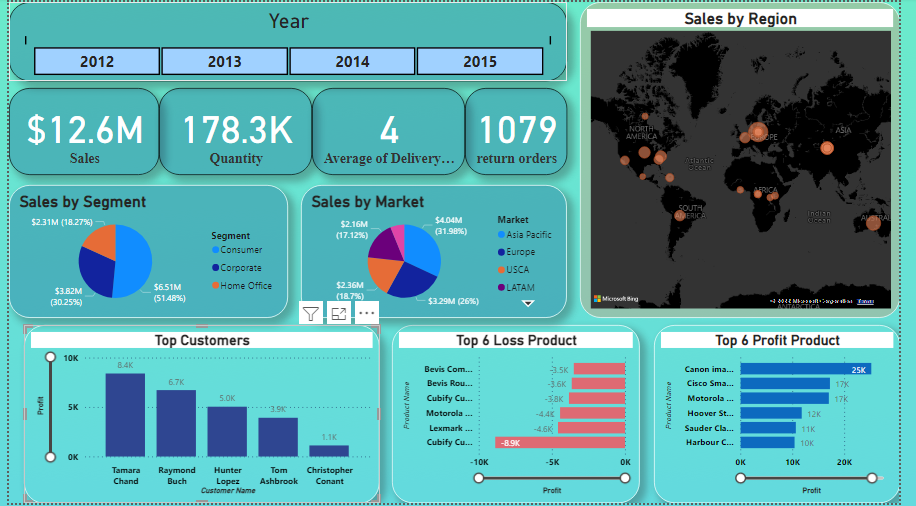 Year
2012 2013 2014 2015
$12.6M 178.3K 4 1079
Sales Quantity Average of Delivery... return orders
Sales by Region
NORTH
AMERICA
EUROPE
ASIA
Atlantic
Ocean
AFRICA
SOUTH
AMERICA
Indian
Ocean
AUSTRAL
ANTARCTICA
Microsoft Bing
Terms
Sales by Segment
$2.31M (18.27%)
$3.82M
(30.25%)
$6.51M
(51.48%)
Segment
Consumer
Corporate
Home Office
Sales by Market
$2.16M
(17.12%)
$4.04M
(31.98%)
$2.36M
(18.7%)
$3.29M (26%)
Market
Asia Pacific
Europe
USCA
LATAM
Top Customers
Profit
10K
5K
0K
8.4K
6.7K
5.0K
3.9K
1.1K
Tamara
Chand
Raymond
Buch
Hunter
Lopez
Tom
Ashbrook
Christopher
Conant
Customer Name
Top 6 Loss Product
Product Name
Bevis Com... -3.5K
Bevis Rou... -3.6K
Cubify Cu... -3.8K
Motorola ... -4.4K
Lexmark ... -4.6K
Cubify Cu... -8.9K
-10K -5K 0K
Profit
Top 6 Profit Product
Product Name
Canon ima... 25K
Cisco Sma... 17K
Motorola ... 17K
Hoover St... 12K
Sauder Cla... 11K
Harbour C... 10K
0K 10K 20K
Profit